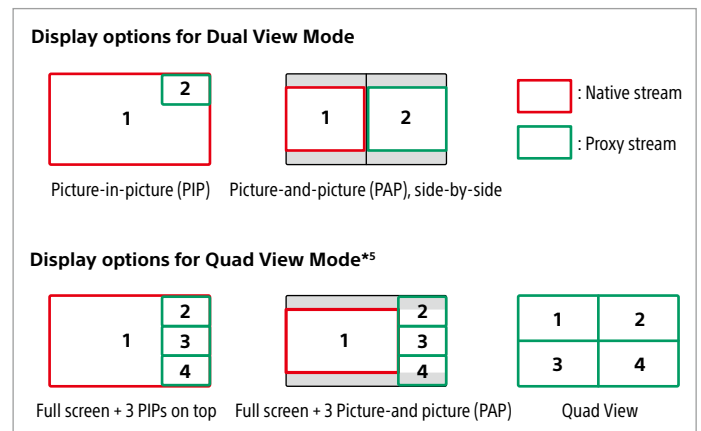 Display options for Dual View Mode
1
2
1
2
: Native stream
: Proxy stream
Picture-in-picture (PIP)
Picture-and-picture (PAP), side-by-side
Display options for Quad View Mode*5
1
2
3
4
1
2
3
4
1
2
3
4
Full screen + 3 PIPs on top
Full screen + 3 Picture-and picture (PAP)
Quad View